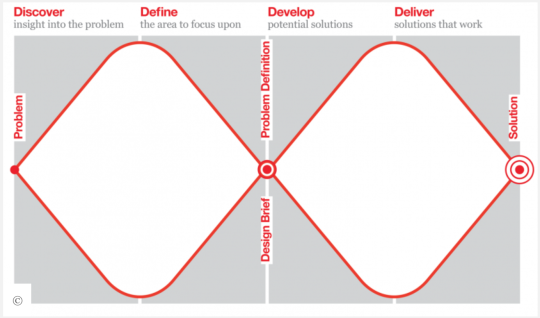 Discover
insight into the problem
Define
the area to focus upon
Develop
potential solutions
Deliver
solutions that work
Problem
Problem Definition
Design Brief
Solution
©